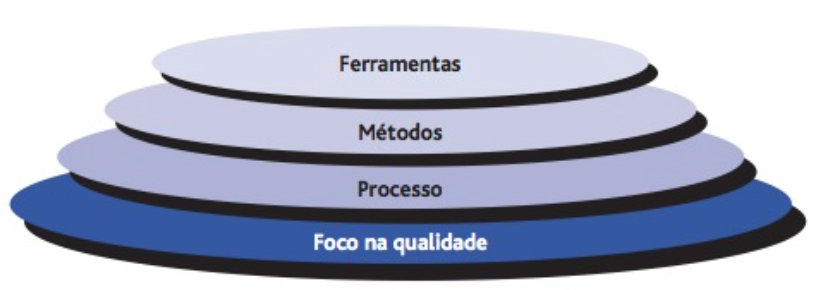 Ferramentas
Métodos
Processo
Foco na qualidade